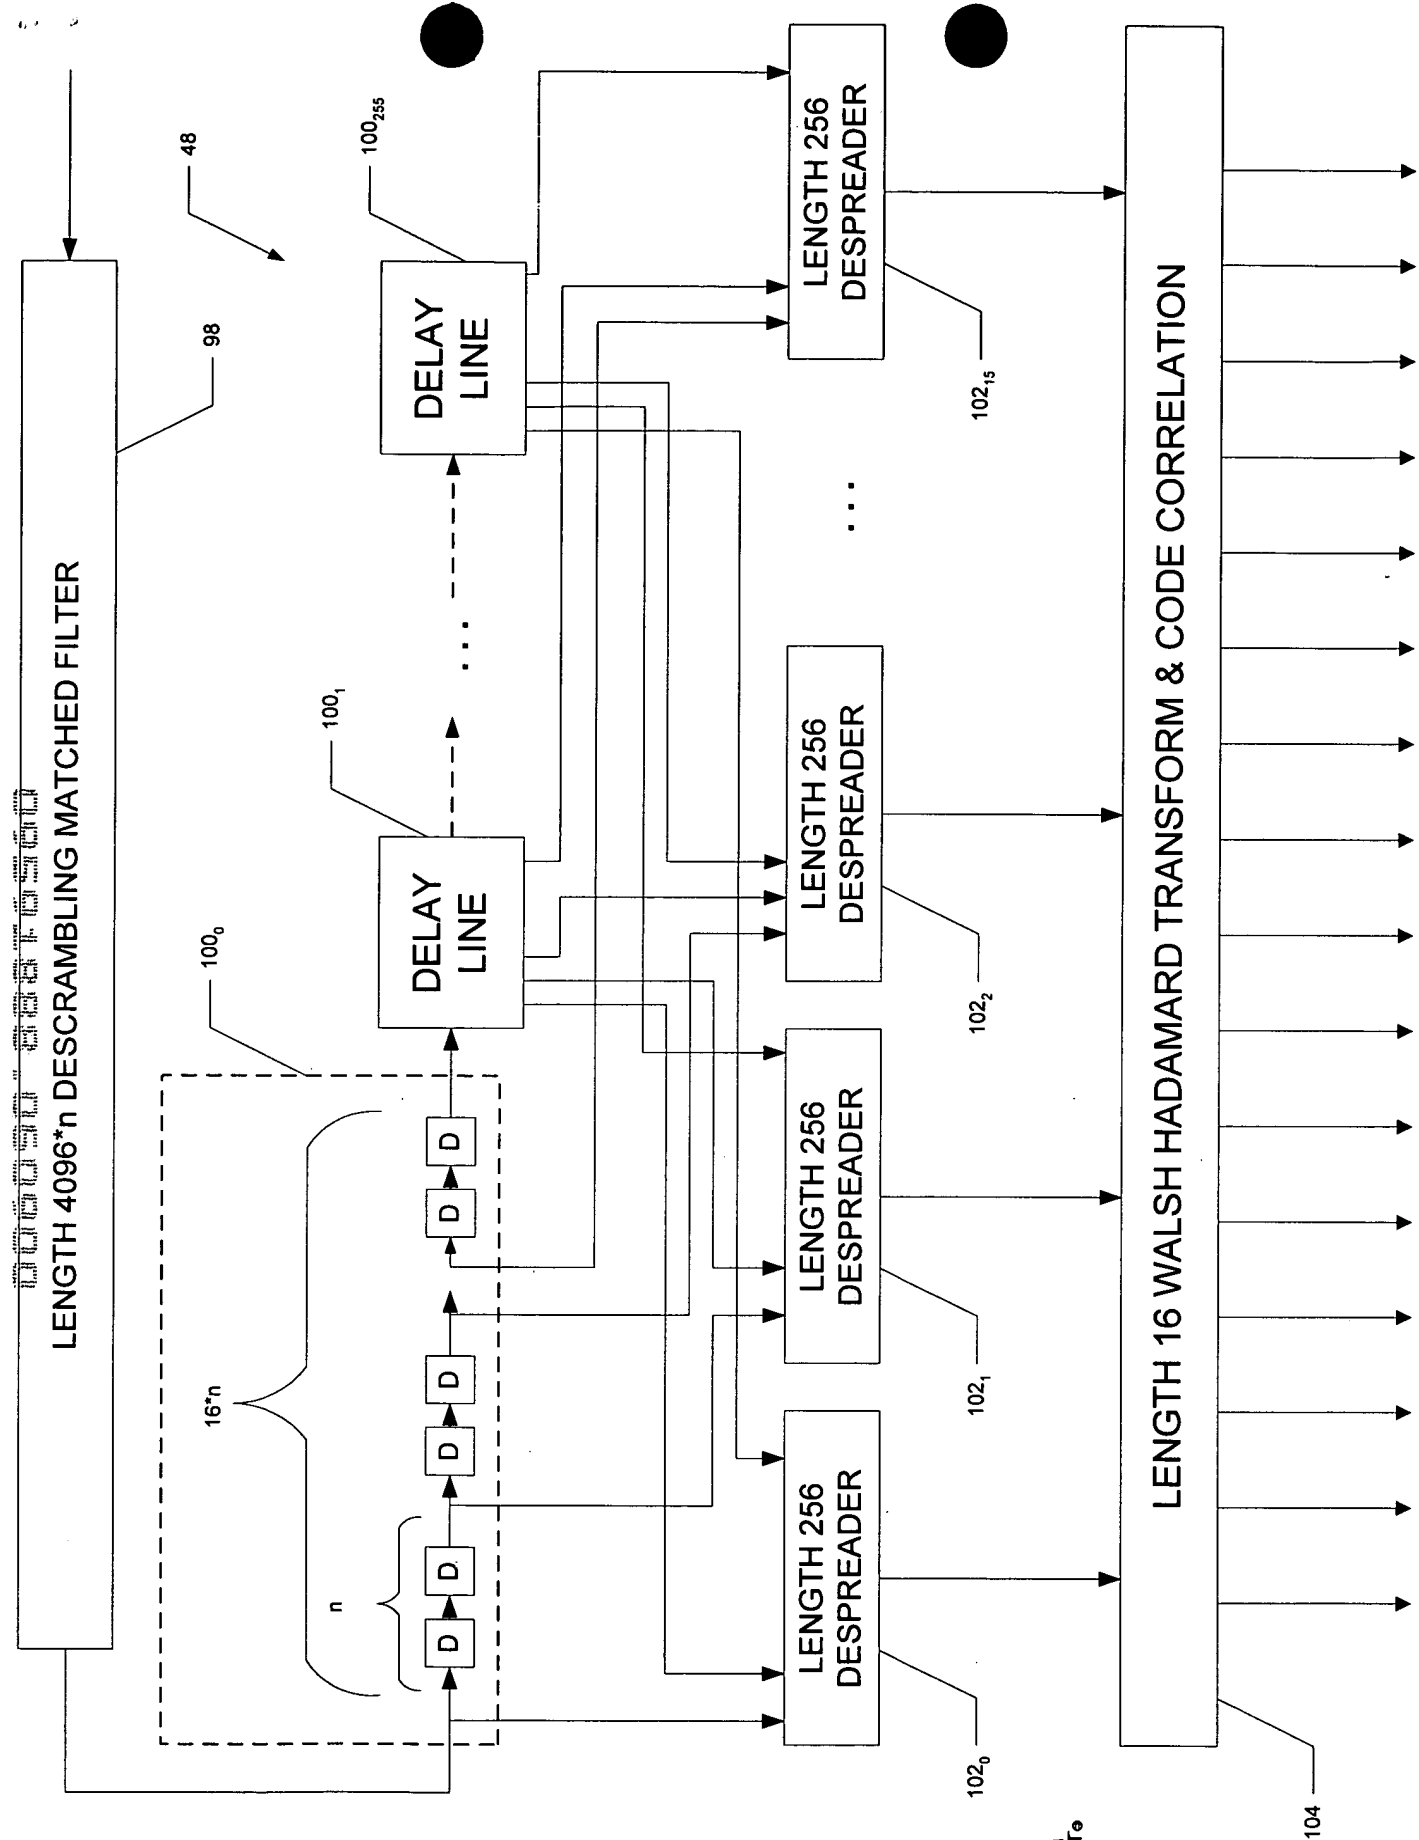 LENGTH 4096*n DESCRAMBLING MATCHED FILTER
98
48
100₀
16*n
n
D
D
D
D
D
D
100₁
DELAY
LINE
...
100₂₅₅
DELAY
LINE
LENGTH 256
DESPREADER
102₀
LENGTH 256
DESPREADER
102₁
LENGTH 256
DESPREADER
102₂
...
LENGTH 256
DESPREADER
102₁₅
LENGTH 16 WALSH HADAMARD TRANSFORM & CODE CORRELATION
104